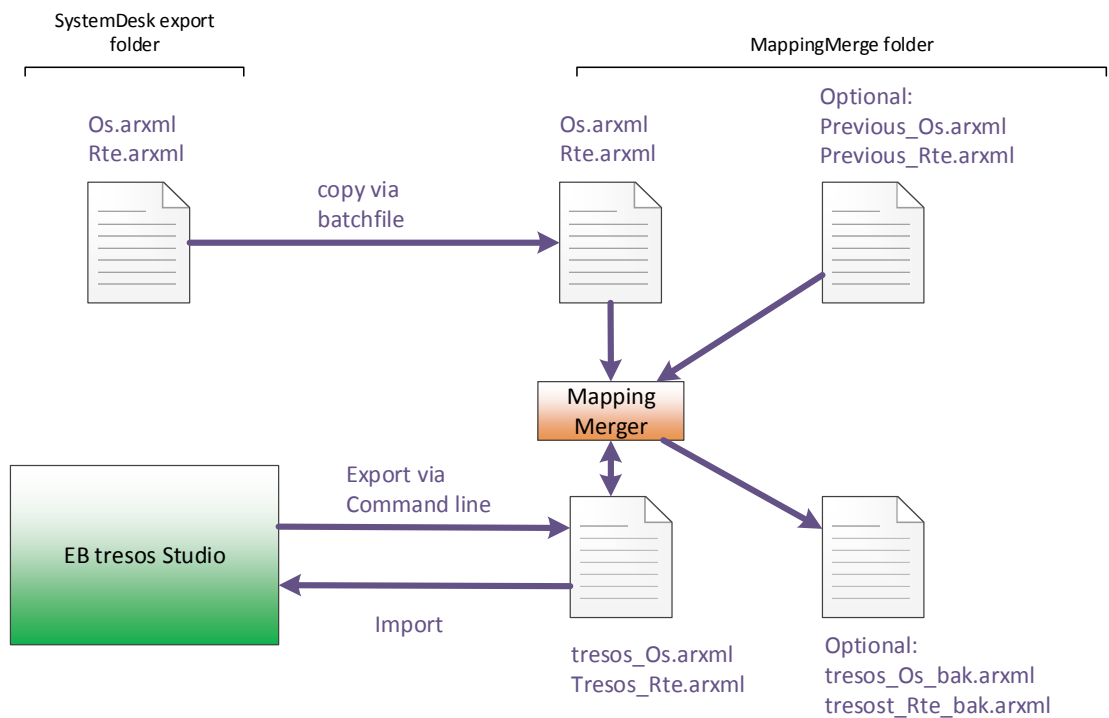 SystemDesk export
folder
MappingMerge folder
Os.arxml
Rte.arxml
Os.arxml
Rte.arxml
Optional:
Previous_Os.arxml
Previous_Rte.arxml
copy via
batchfile
Mapping
Merger
Export via
Command line
EB tresos Studio
Import
tresos_Os.arxml
Tresos_Rte.arxml
Optional:
tresos_Os_bak.arxml
tresost_Rte_bak.arxml